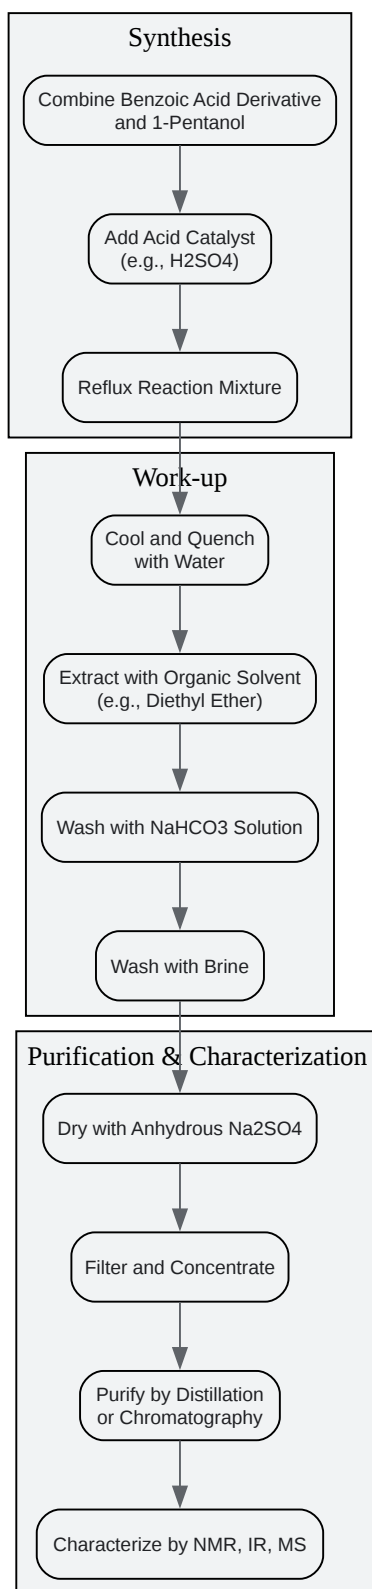 Synthesis
Combine Benzoic Acid Derivative
and 1-Pentanol
Add Acid Catalyst
(e.g., H2SO4)
Reflux Reaction Mixture
Work-up
Cool and Quench
with Water
Extract with Organic Solvent
(e.g., Diethyl Ether)
Wash with NaHCO3 Solution
Wash with Brine
Purification & Characterization
Dry with Anhydrous Na2SO4
Filter and Concentrate
Purify by Distillation
or Chromatography
Characterize by NMR, IR, MS